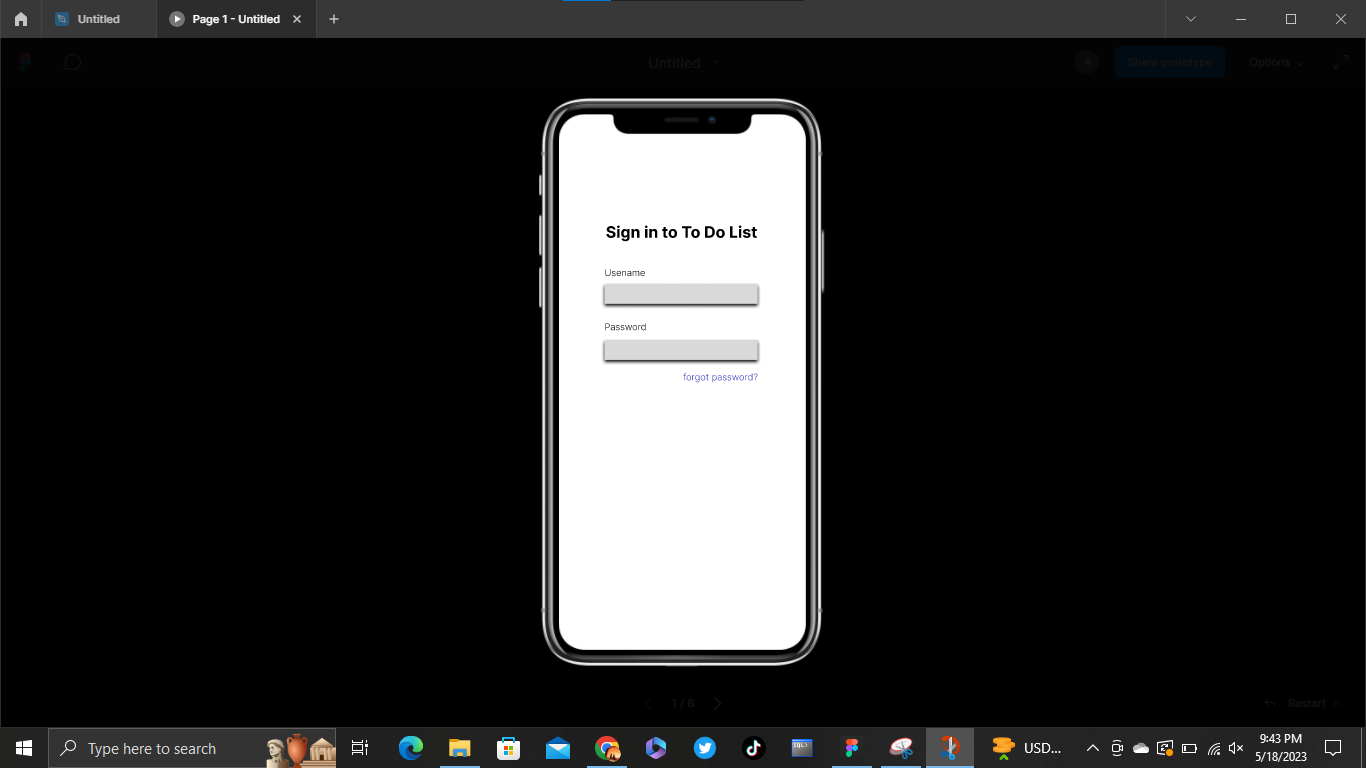 Untitled
Page 1 - Untitled
Untitled
A
Share prototype
Options
Sign in to To Do List
Usename
Password
forgot password?
1 / 6
Restart
R
Type here to search
SQL
USD...
9:43 PM
5/18/2023